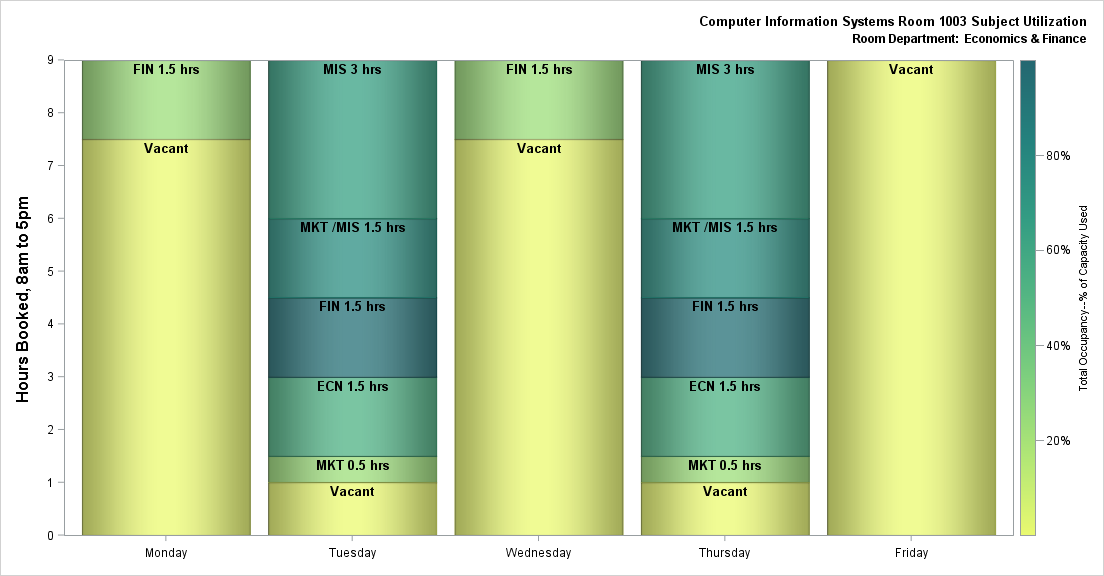 Computer Information Systems Room 1003 Subject Utilization
Room Department: Economics & Finance
Hours Booked, 8am to 5pm
9
8
7
6
5
4
3
2
1
0
FIN 1.5 hrs
Vacant
MIS 3 hrs
MKT /MIS 1.5 hrs
FIN 1.5 hrs
ECN 1.5 hrs
MKT 0.5 hrs
Vacant
FIN 1.5 hrs
Vacant
MIS 3 hrs
MKT /MIS 1.5 hrs
FIN 1.5 hrs
ECN 1.5 hrs
MKT 0.5 hrs
Vacant
Vacant
Monday
Tuesday
Wednesday
Thursday
Friday
80%
60%
40%
20%
Total Occupancy--% of Capacity Used